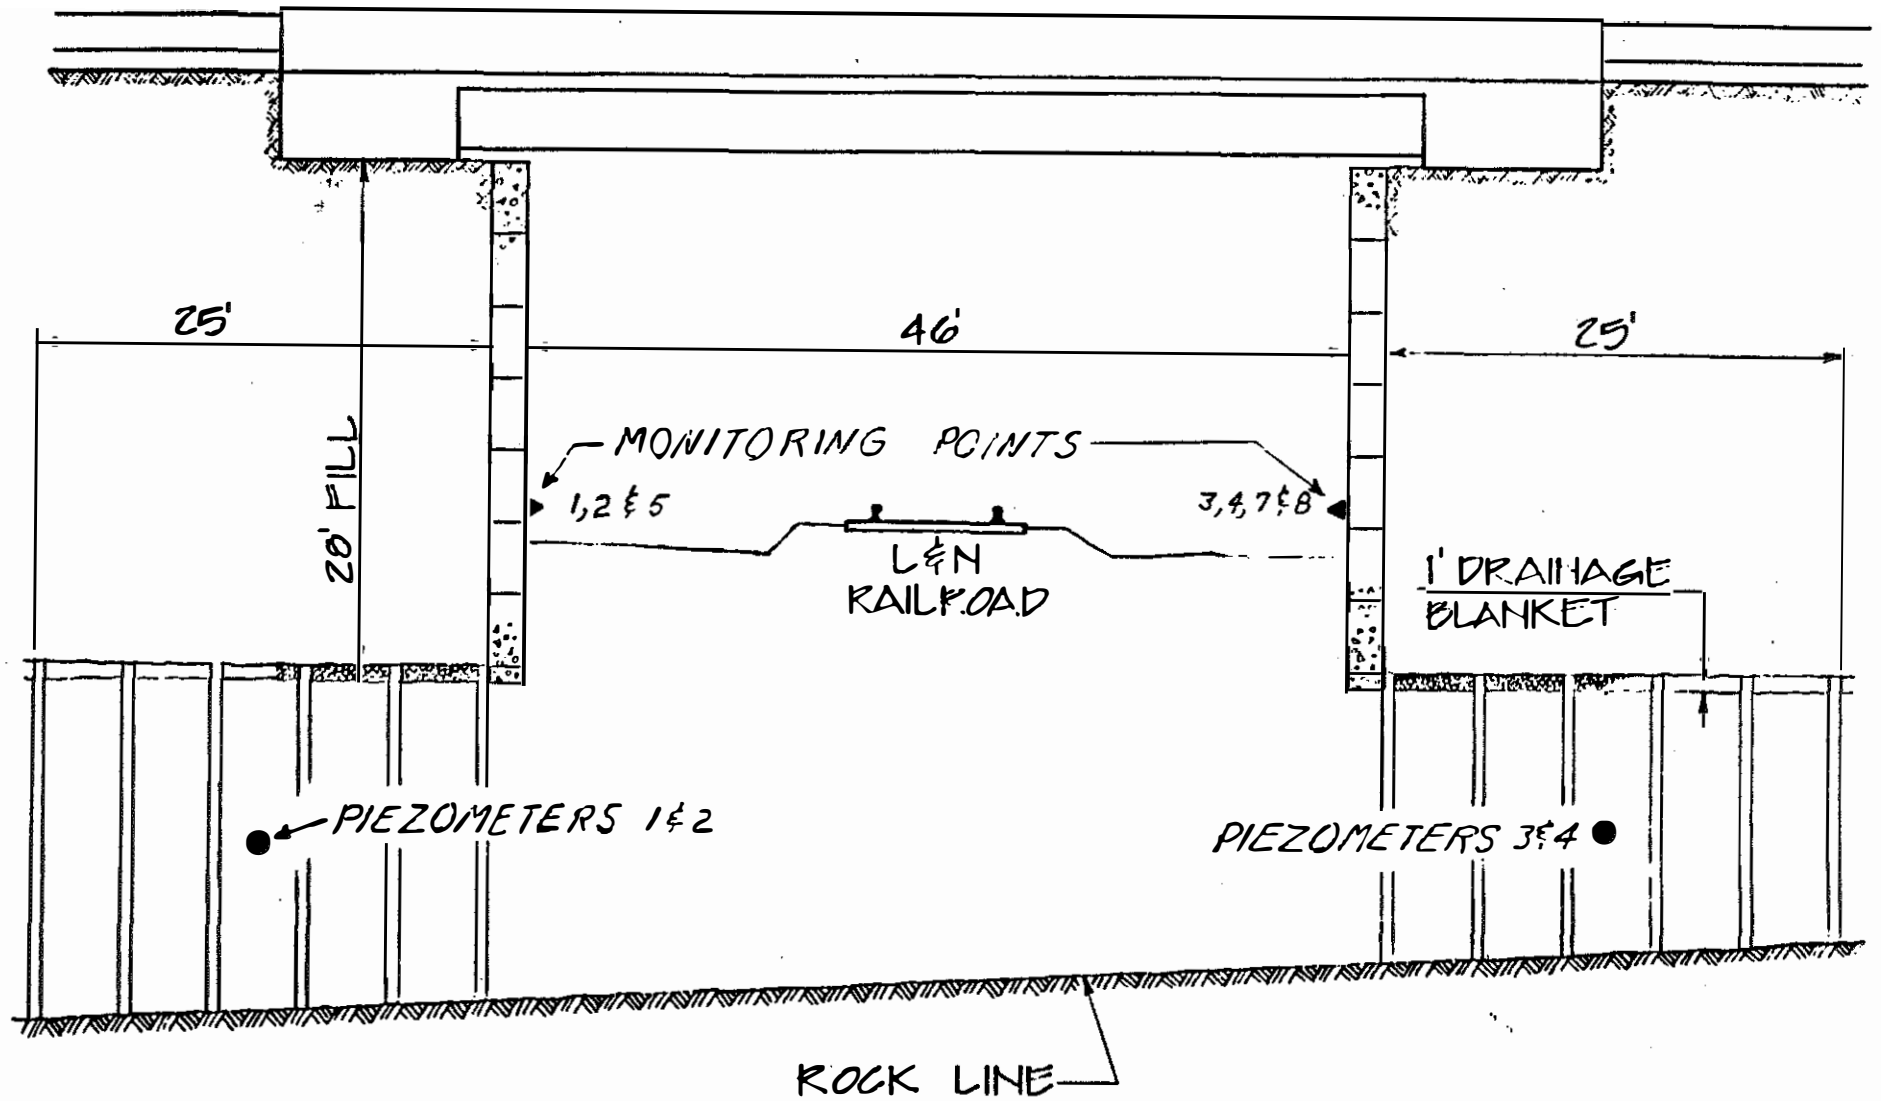 25'
46'
25'
28' FILL
MONITORING POINTS
1,2 & 5
3,4,7 & 8
L&N
RAILROAD
1' DRAINAGE
BLANKET
PIEZOMETERS 1 & 2
PIEZOMETERS 3 & 4
ROCK LINE